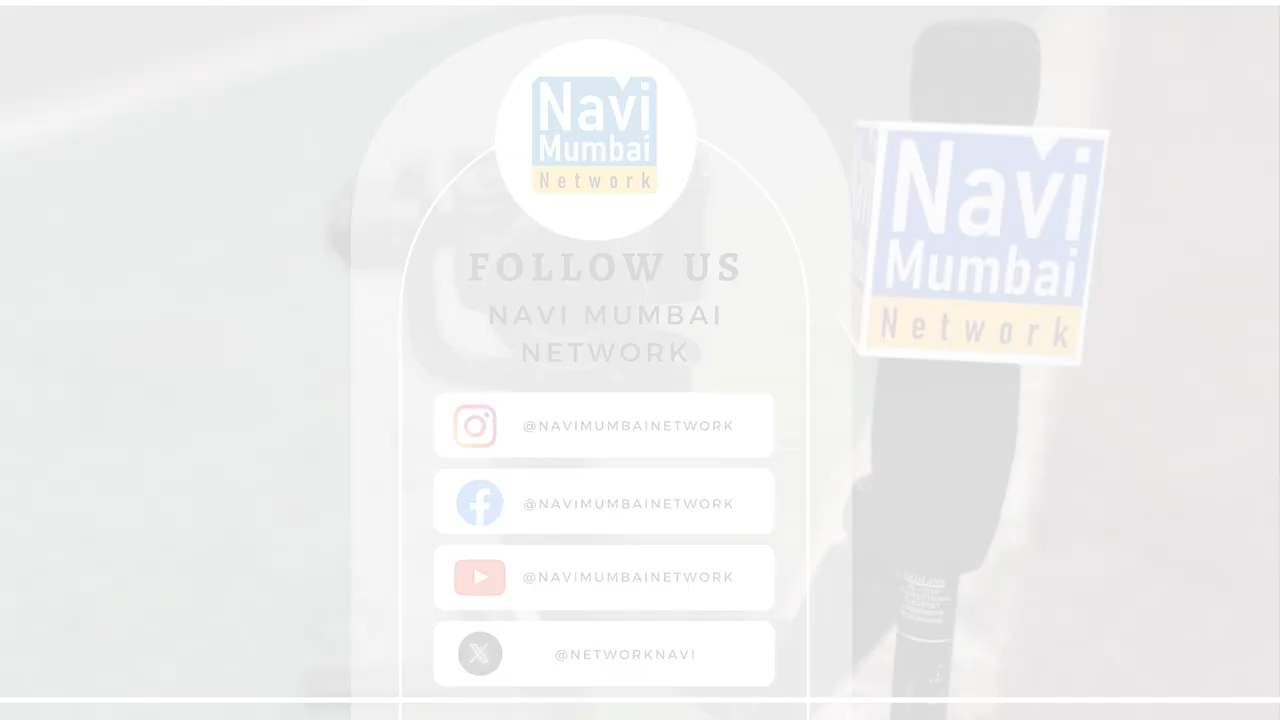 Navi
Mumbai
Network
FOLLOW US
NAVI MUMBAI
NETWORK
@NAVIMUMBAINETWORK
@NAVIMUMBAINETWORK
@NAVIMUMBAINETWORK
@NETWORKNAVI
Navi
Mumbai
Network